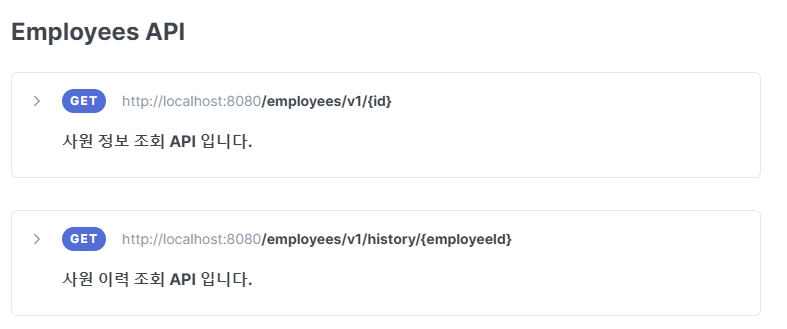 Employees API
GET http://localhost:8080/employees/v1/{id}
사원 정보 조회 API 입니다.
GET http://localhost:8080/employees/v1/history/{employeeId}
사원 이력 조회 API 입니다.